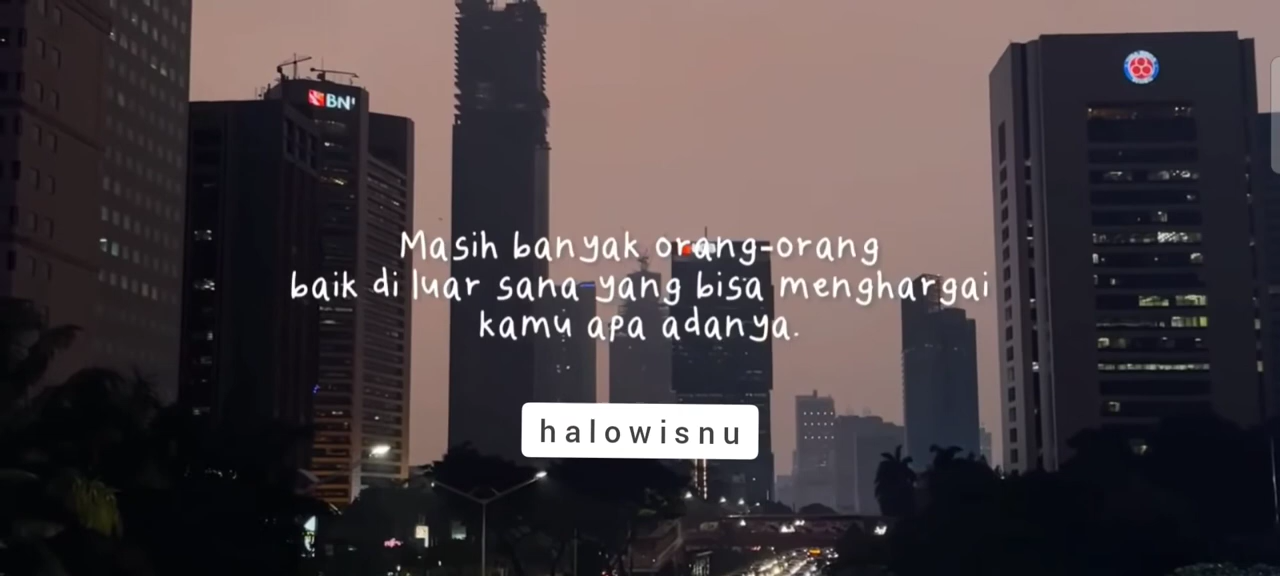 BNI
Masih banyak orang-orang
baik di luar sana yang bisa menghargai
kamu apa adanya.
halowisnu